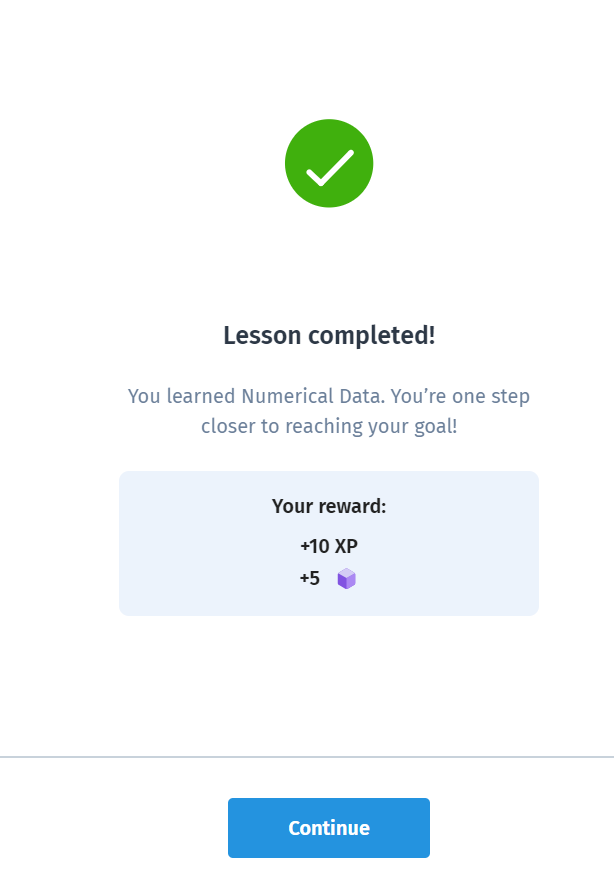 Lesson completed!
You learned Numerical Data. You’re one step
closer to reaching your goal!
Your reward:
+10 XP
+5
Continue